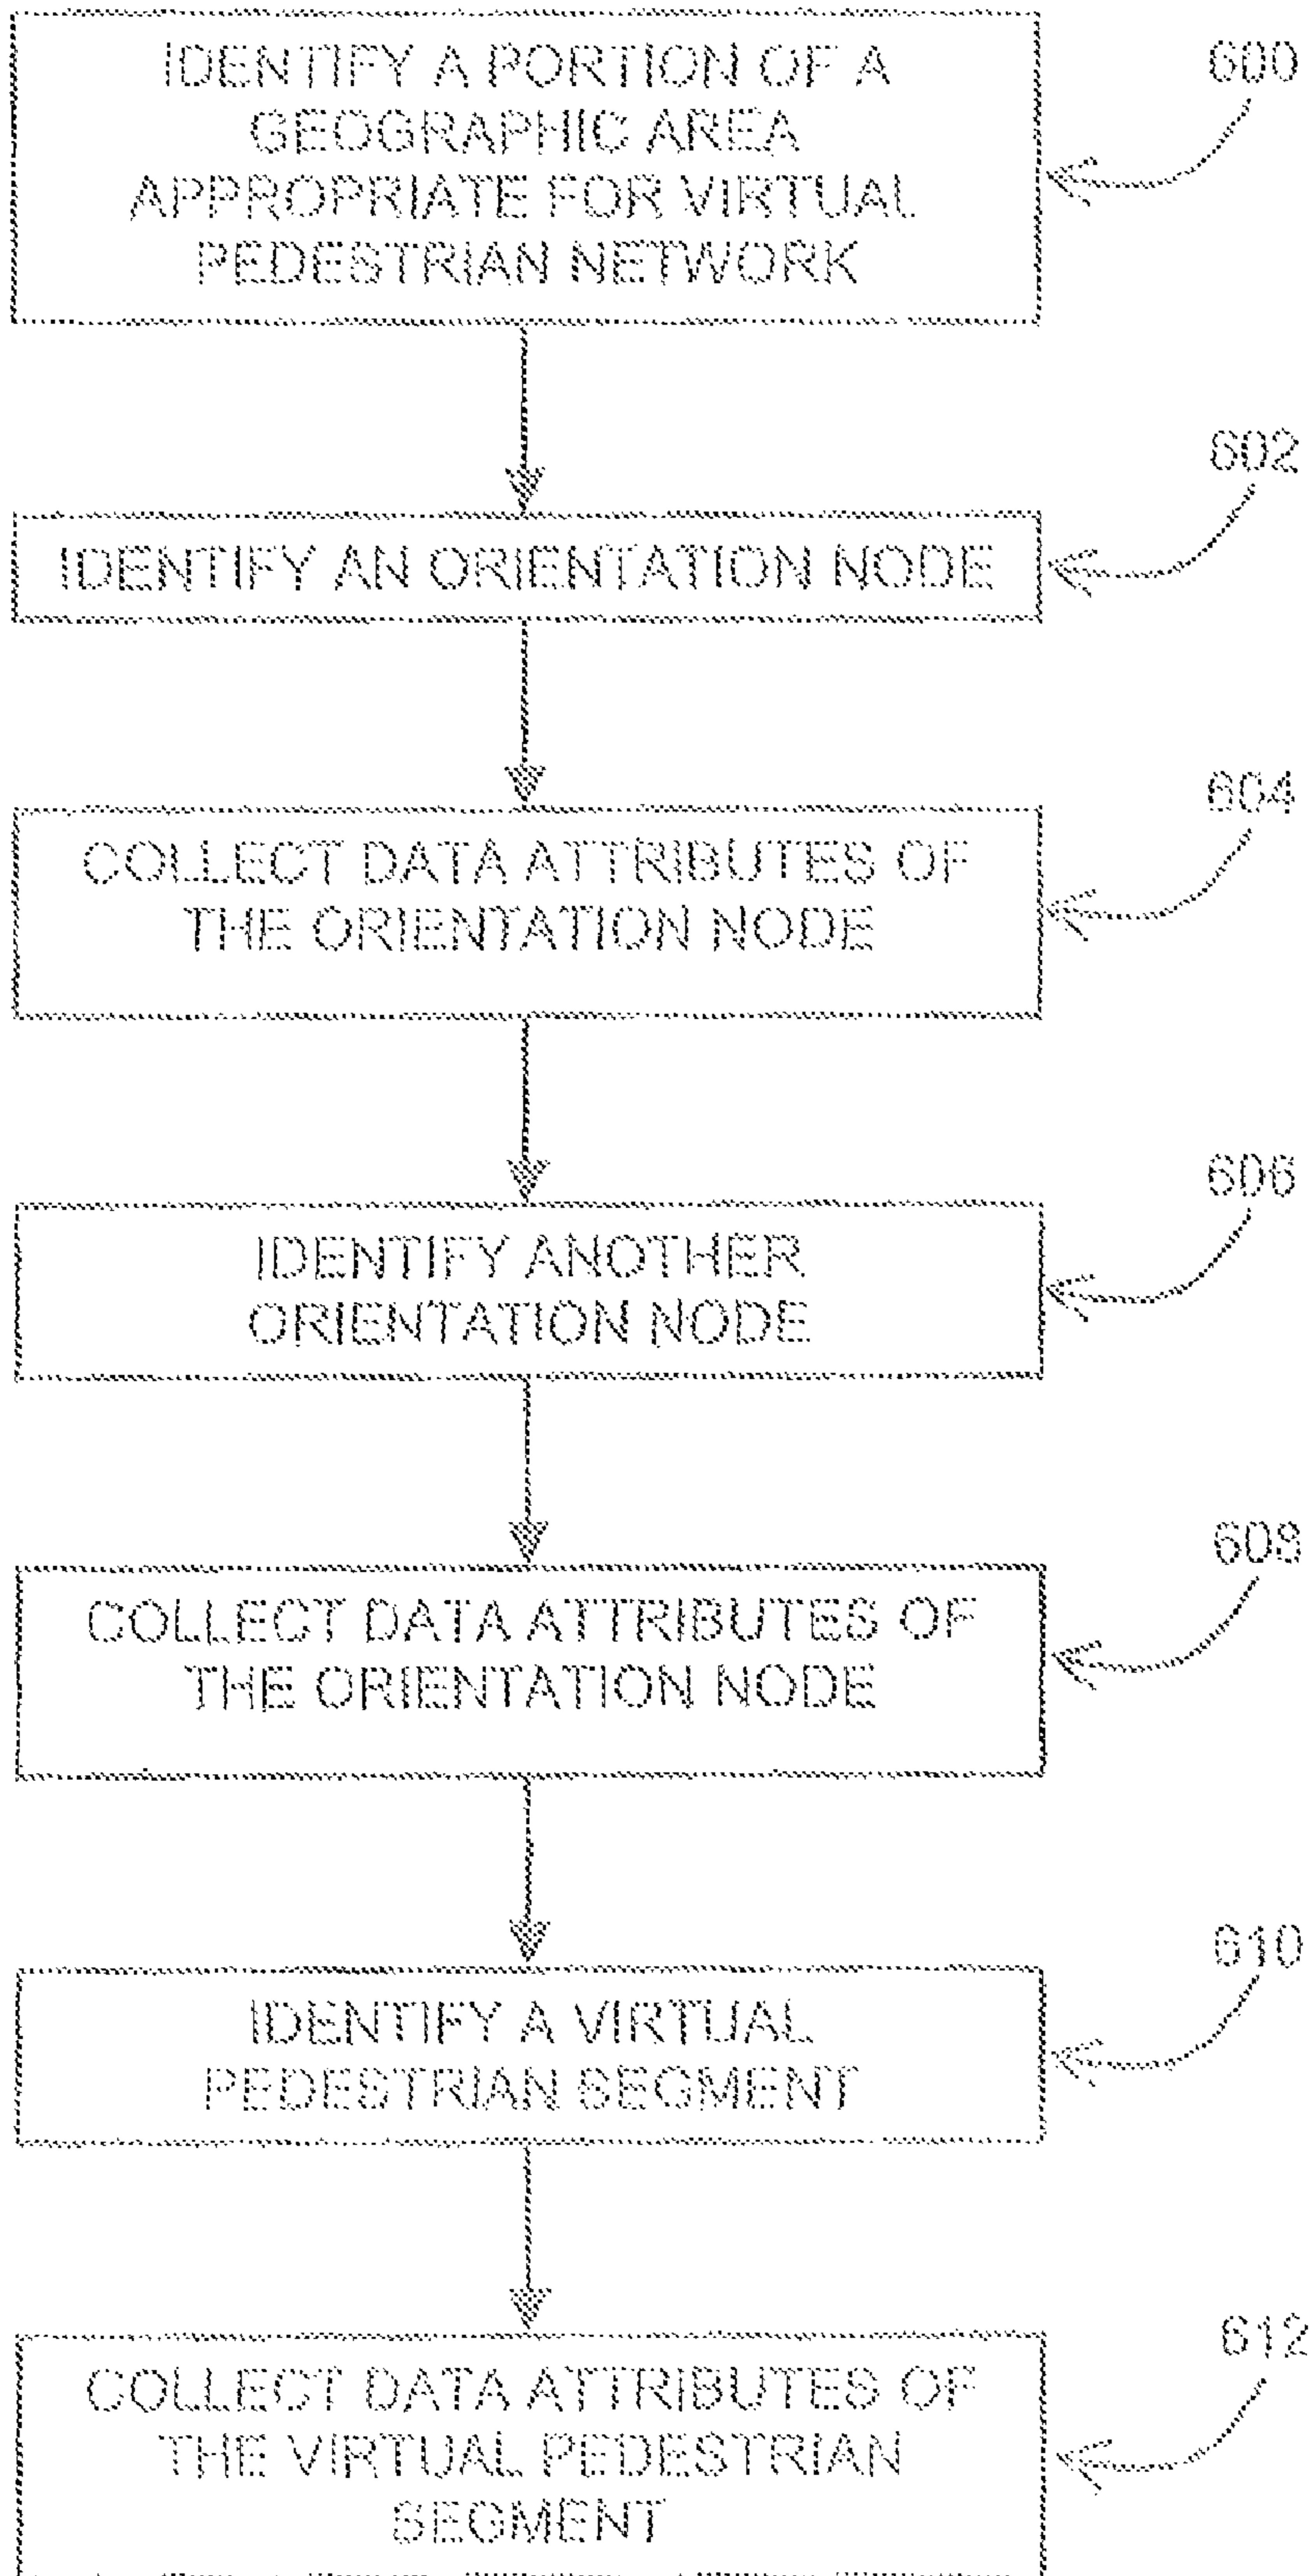 IDENTIFY A PORTION OF A
GEOGRAPHIC AREA
APPROPRIATE FOR VIRTUAL
PEDESTRIAN NETWORK
600
602
IDENTIFY AN ORIENTATION NODE
604
COLLECT DATA ATTRIBUTES OF
THE ORIENTATION NODE
606
IDENTIFY ANOTHER
ORIENTATION NODE
608
COLLECT DATA ATTRIBUTES OF
THE ORIENTATION NODE
610
IDENTIFY A VIRTUAL
PEDESTRIAN SEGMENT
612
COLLECT DATA ATTRIBUTES OF
THE VIRTUAL PEDESTRIAN
SEGMENT